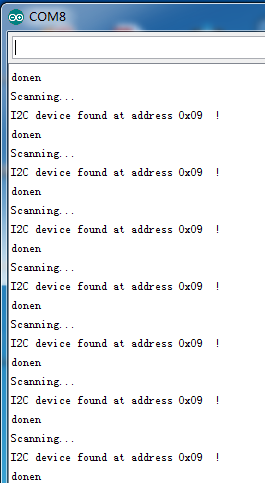 COM8
donen
Scanning...
I2C device found at address 0x09  !
donen
Scanning...
I2C device found at address 0x09  !
donen
Scanning...
I2C device found at address 0x09  !
donen
Scanning...
I2C device found at address 0x09  !
donen
Scanning...
I2C device found at address 0x09  !
donen
Scanning...
I2C device found at address 0x09  !
donen
Scanning...
I2C device found at address 0x09  !
donen